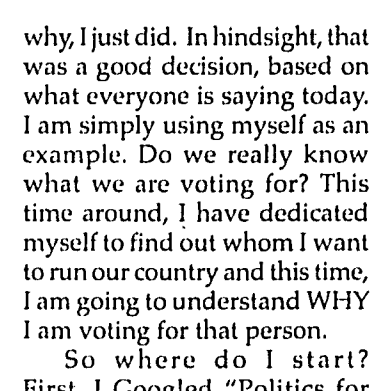 why, I just did. In hindsight, that
was a good decision, based on
what everyone is saying today.
I am simply using myself as an
example. Do we really know
what we are voting for? This
time around, I have dedicated
myself to find out whom I want
to run our country and this time,
I am going to understand WHY
I am voting for that person.
So where do I start?
First, I Googled "Politics for